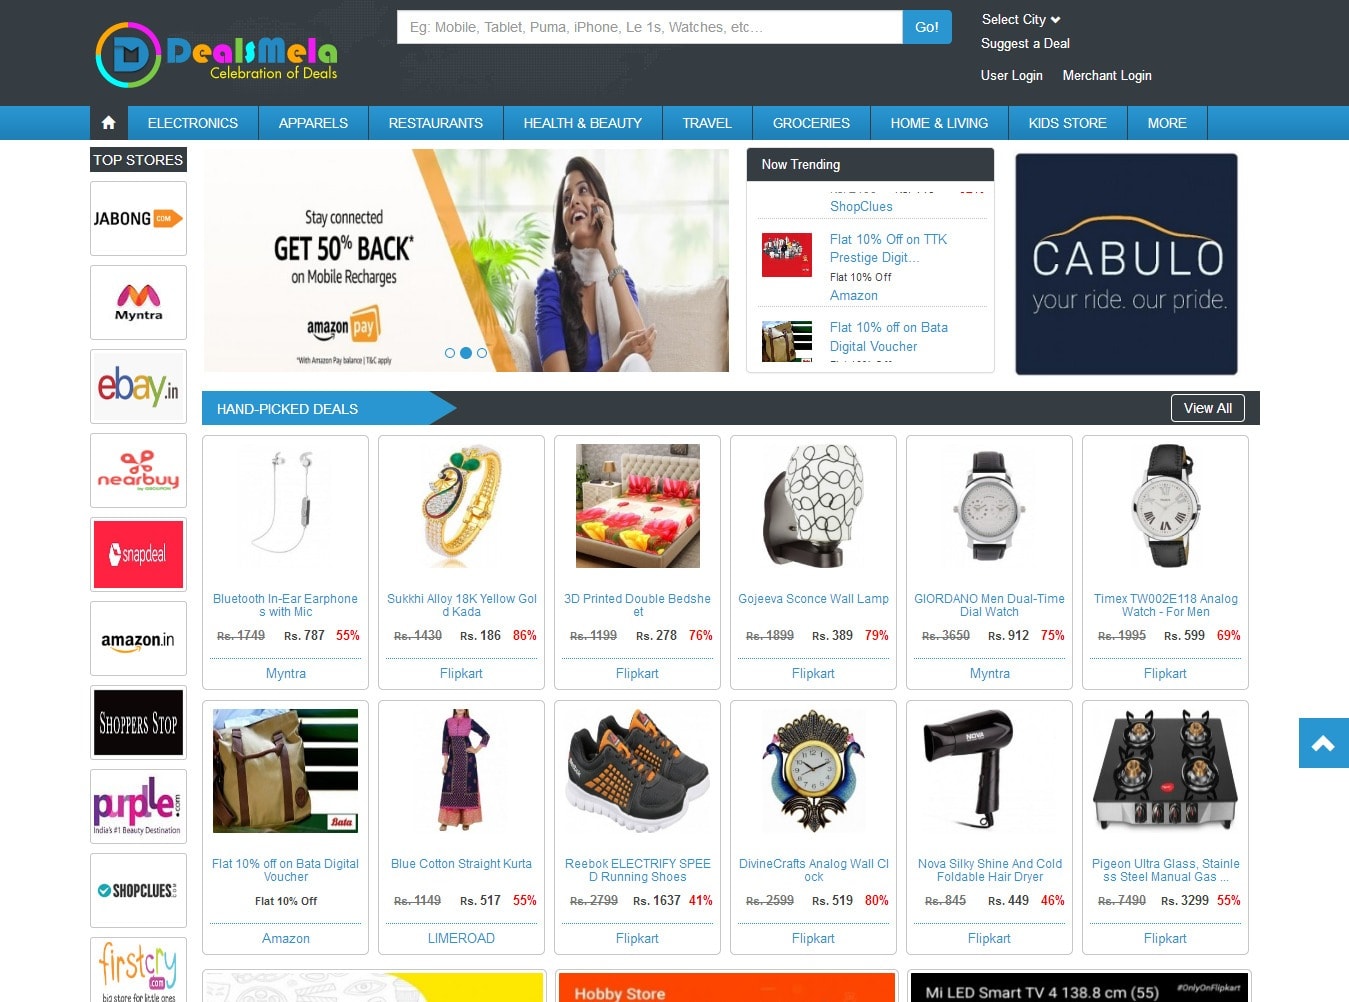 DealsMela
Celebration of Deals
Eg: Mobile, Tablet, Puma, iPhone, Le 1s, Watches, etc...
Go!
Select City
Suggest a Deal
User Login Merchant Login
ELECTRONICS APPARELS RESTAURANTS HEALTH & BEAUTY TRAVEL GROCERIES HOME & LIVING KIDS STORE MORE
TOP STORES
JABONG COM
Myntra
ebay.in
nearbuy
by GROUPON
snapdeal
amazon.in
SHOPPERS STOP
purplle.com
India's #1 Beauty Destination
SHOPCLUES.COM
firstcry.com
big store for little ones
Stay connected
GET 50% BACK*
on Mobile Recharges
amazon pay
*With Amazon Pay balance | T&C apply
Now Trending
ShopClues
Flat 10% Off on TTK
Prestige Digit...
Flat 10% Off
Amazon
Flat 10% off on Bata
Digital Voucher
CABULO
your ride. our pride.
HAND-PICKED DEALS
View All
Bluetooth In-Ear Earphone
s with Mic
Rs. 1749 Rs. 787 55%
Myntra
Sukkhi Alloy 18K Yellow Gol
d Kada
Rs. 1430 Rs. 186 86%
Flipkart
3D Printed Double Bedshe
et
Rs. 1199 Rs. 278 76%
Flipkart
Gojeeva Sconce Wall Lamp
Rs. 1899 Rs. 389 79%
Flipkart
GIORDANO Men Dual-Time
Dial Watch
Rs. 3650 Rs. 912 75%
Myntra
Timex TW002E118 Analog
Watch - For Men
Rs. 1995 Rs. 599 69%
Flipkart
Bata
Flat 10% off on Bata Digital
Voucher
Flat 10% Off
Amazon
Blue Cotton Straight Kurta
Rs. 1149 Rs. 517 55%
LIMEROAD
Reebok ELECTRIFY SPEE
D Running Shoes
Rs. 2799 Rs. 1637 41%
Flipkart
DivineCrafts Analog Wall Cl
ock
Rs. 2599 Rs. 519 80%
Flipkart
NOVA
Nova Silky Shine And Cold
Foldable Hair Dryer
Rs. 845 Rs. 449 46%
Flipkart
Pigeon Ultra Glass, Stainle
ss Steel Manual Gas ...
Rs. 7490 Rs. 3299 55%
Flipkart
Hobby Store
Mi LED Smart TV 4 138.8 cm (55)
#OnlyOnFlipkart